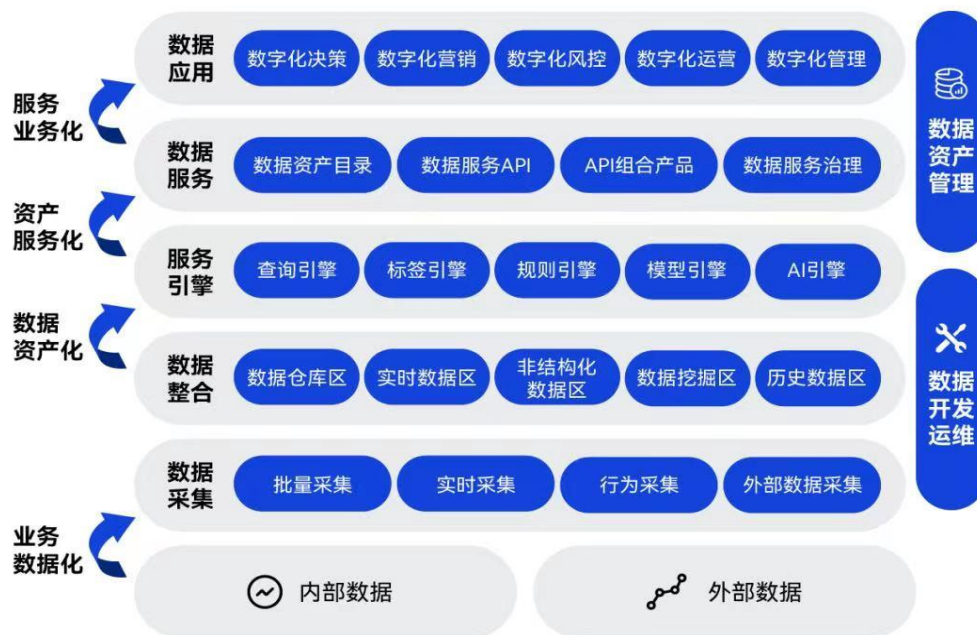 数据
应用
数字化决策
数字化营销
数字化风控
数字化运营
数字化管理
服务
业务化
数据
服务
数据资产目录
数据服务API
API组合产品
数据服务治理
资产
服务化
服务
引擎
查询引擎
标签引擎
规则引擎
模型引擎
AI引擎
数据
资产化
数据
整合
数据仓库区
实时数据区
非结构化
数据区
数据挖掘区
历史数据区
数据
采集
批量采集
实时采集
行为采集
外部数据采集
业务
数据化
内部数据
外部数据
数据
资产
管理
数据
开发
运维